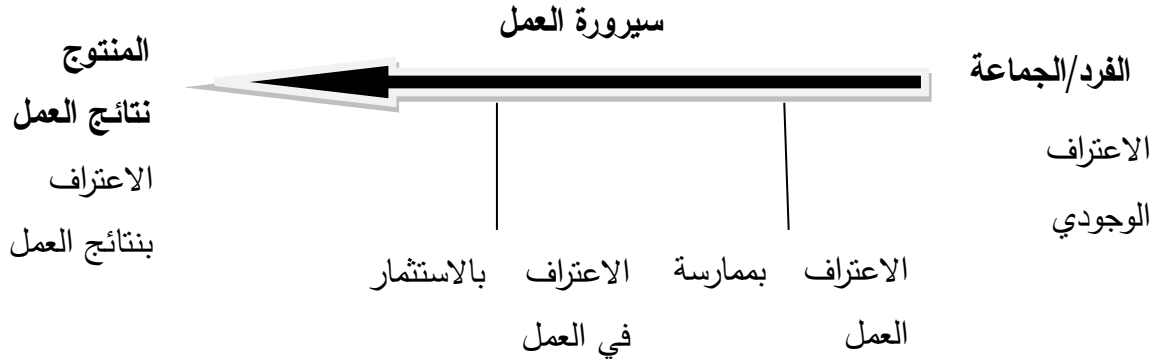 سيرورة العمل
الفرد/الجماعة
الاعتراف
الوجودي
الاعتراف بممارسة
العمل
الاعتراف بالاستثمار
في العمل
المنتوج
نتائج العمل
الاعتراف
بنتائج العمل